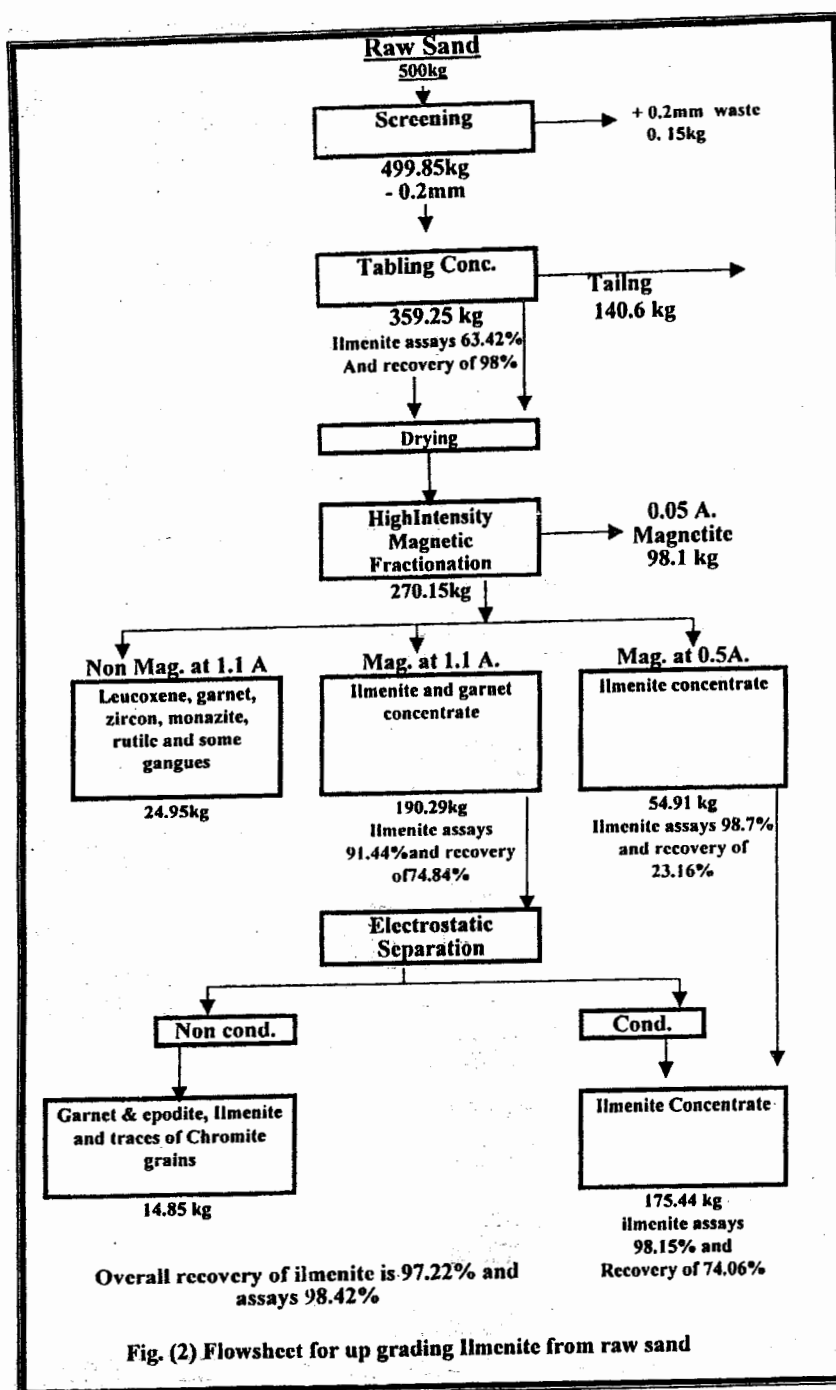 Raw Sand
500kg
Screening
+ 0.2mm waste
0. 15kg
499.85kg
- 0.2mm
Tabling Conc.
Tailng
140.6 kg
359.25 kg
Ilmenite assays 63.42%
And recovery of 98%
Drying
HighIntensity
Magnetic
Fractionation
0.05 A.
Magnetite
98.1 kg
270.15kg
Non Mag. at 1.1 A
Leucoxene, garnet,
zircon, monazite,
rutile and some
gangues
24.95kg
Mag. at 1.1 A.
Ilmenite and garnet
concentrate
190.29kg
Ilmenite assays
91.44%and recovery
of74.84%
Mag. at 0.5A.
Ilmenite concentrate
54.91 kg
Ilmenite assays 98.7%
and recovery of
23.16%
Electrostatic
Separation
Non cond.
Cond.
Garnet & epodite, Ilmenite
and traces of Chromite
grains
14.85 kg
Ilmenite Concentrate
175.44 kg
ilmenite assays
98.15% and
Recovery of 74.06%
Overall recovery of ilmenite is 97.22% and
assays 98.42%
Fig. (2) Flowsheet for up grading Ilmenite from raw sand